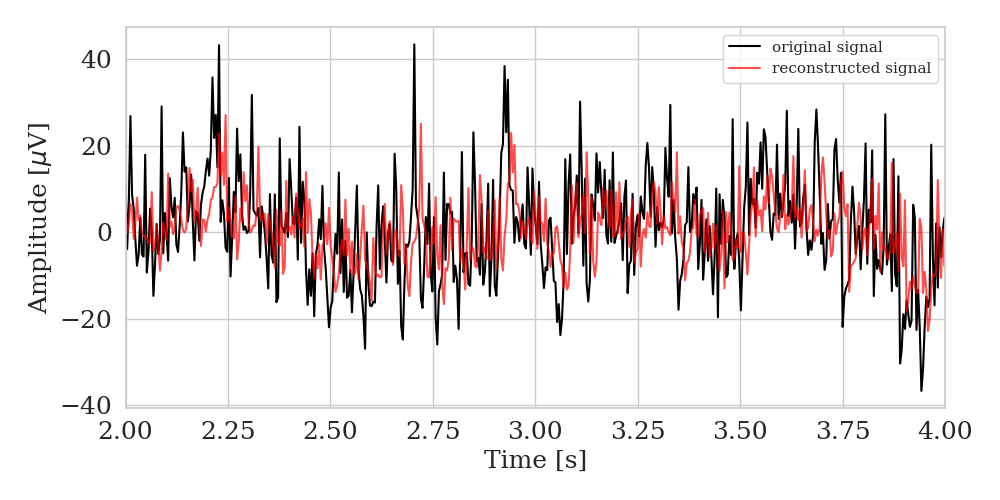 original signal
reconstructed signal
Amplitude [μV]
40
20
0
−20
−40
2.00 2.25 2.50 2.75 3.00 3.25 3.50 3.75 4.00
Time [s]